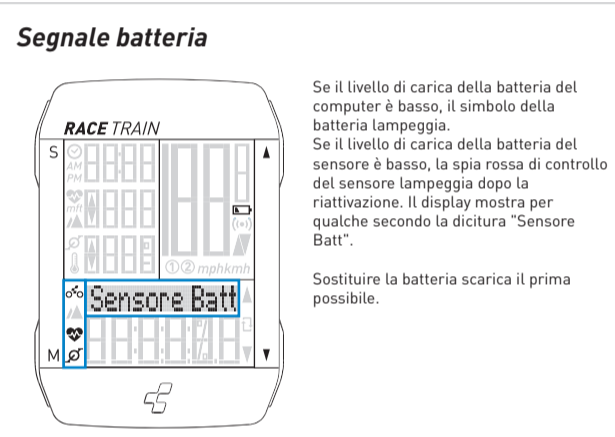 Segnale batteria
Se il livello di carica della batteria del
computer è basso, il simbolo della
batteria lampeggia.
Se il livello di carica della batteria del
sensore è basso, la spia rossa di controllo
del sensore lampeggia dopo la
riattivazione. Il display mostra per
qualche secondo la dicitura "Sensore
Batt".
Sostituire la batteria scarica il prima
possibile.
RACE TRAIN
S
AM
PM
mft
①② mphkmh
Sensore Batt
M